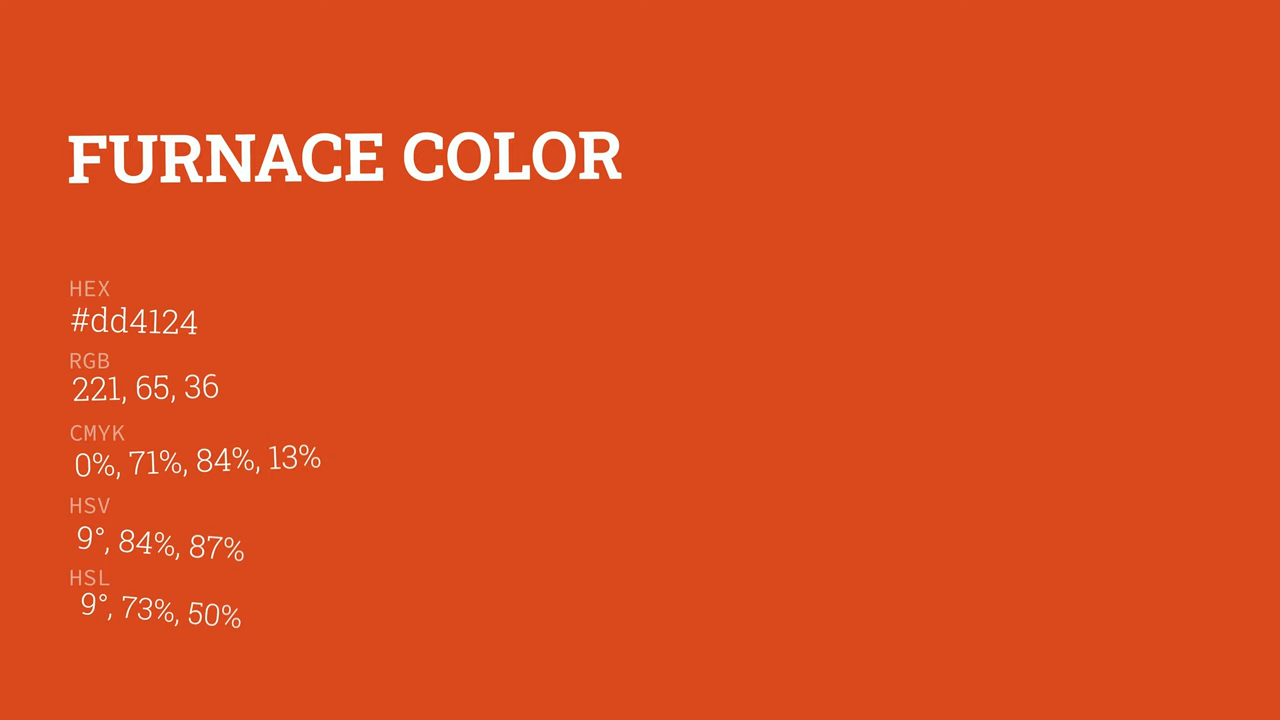 FURNACE COLOR
HEX
#dd4124
RGB
221, 65, 36
CMYK
0%, 71%, 84%, 13%
HSV
9°, 84%, 87%
HSL
9°, 73%, 50%